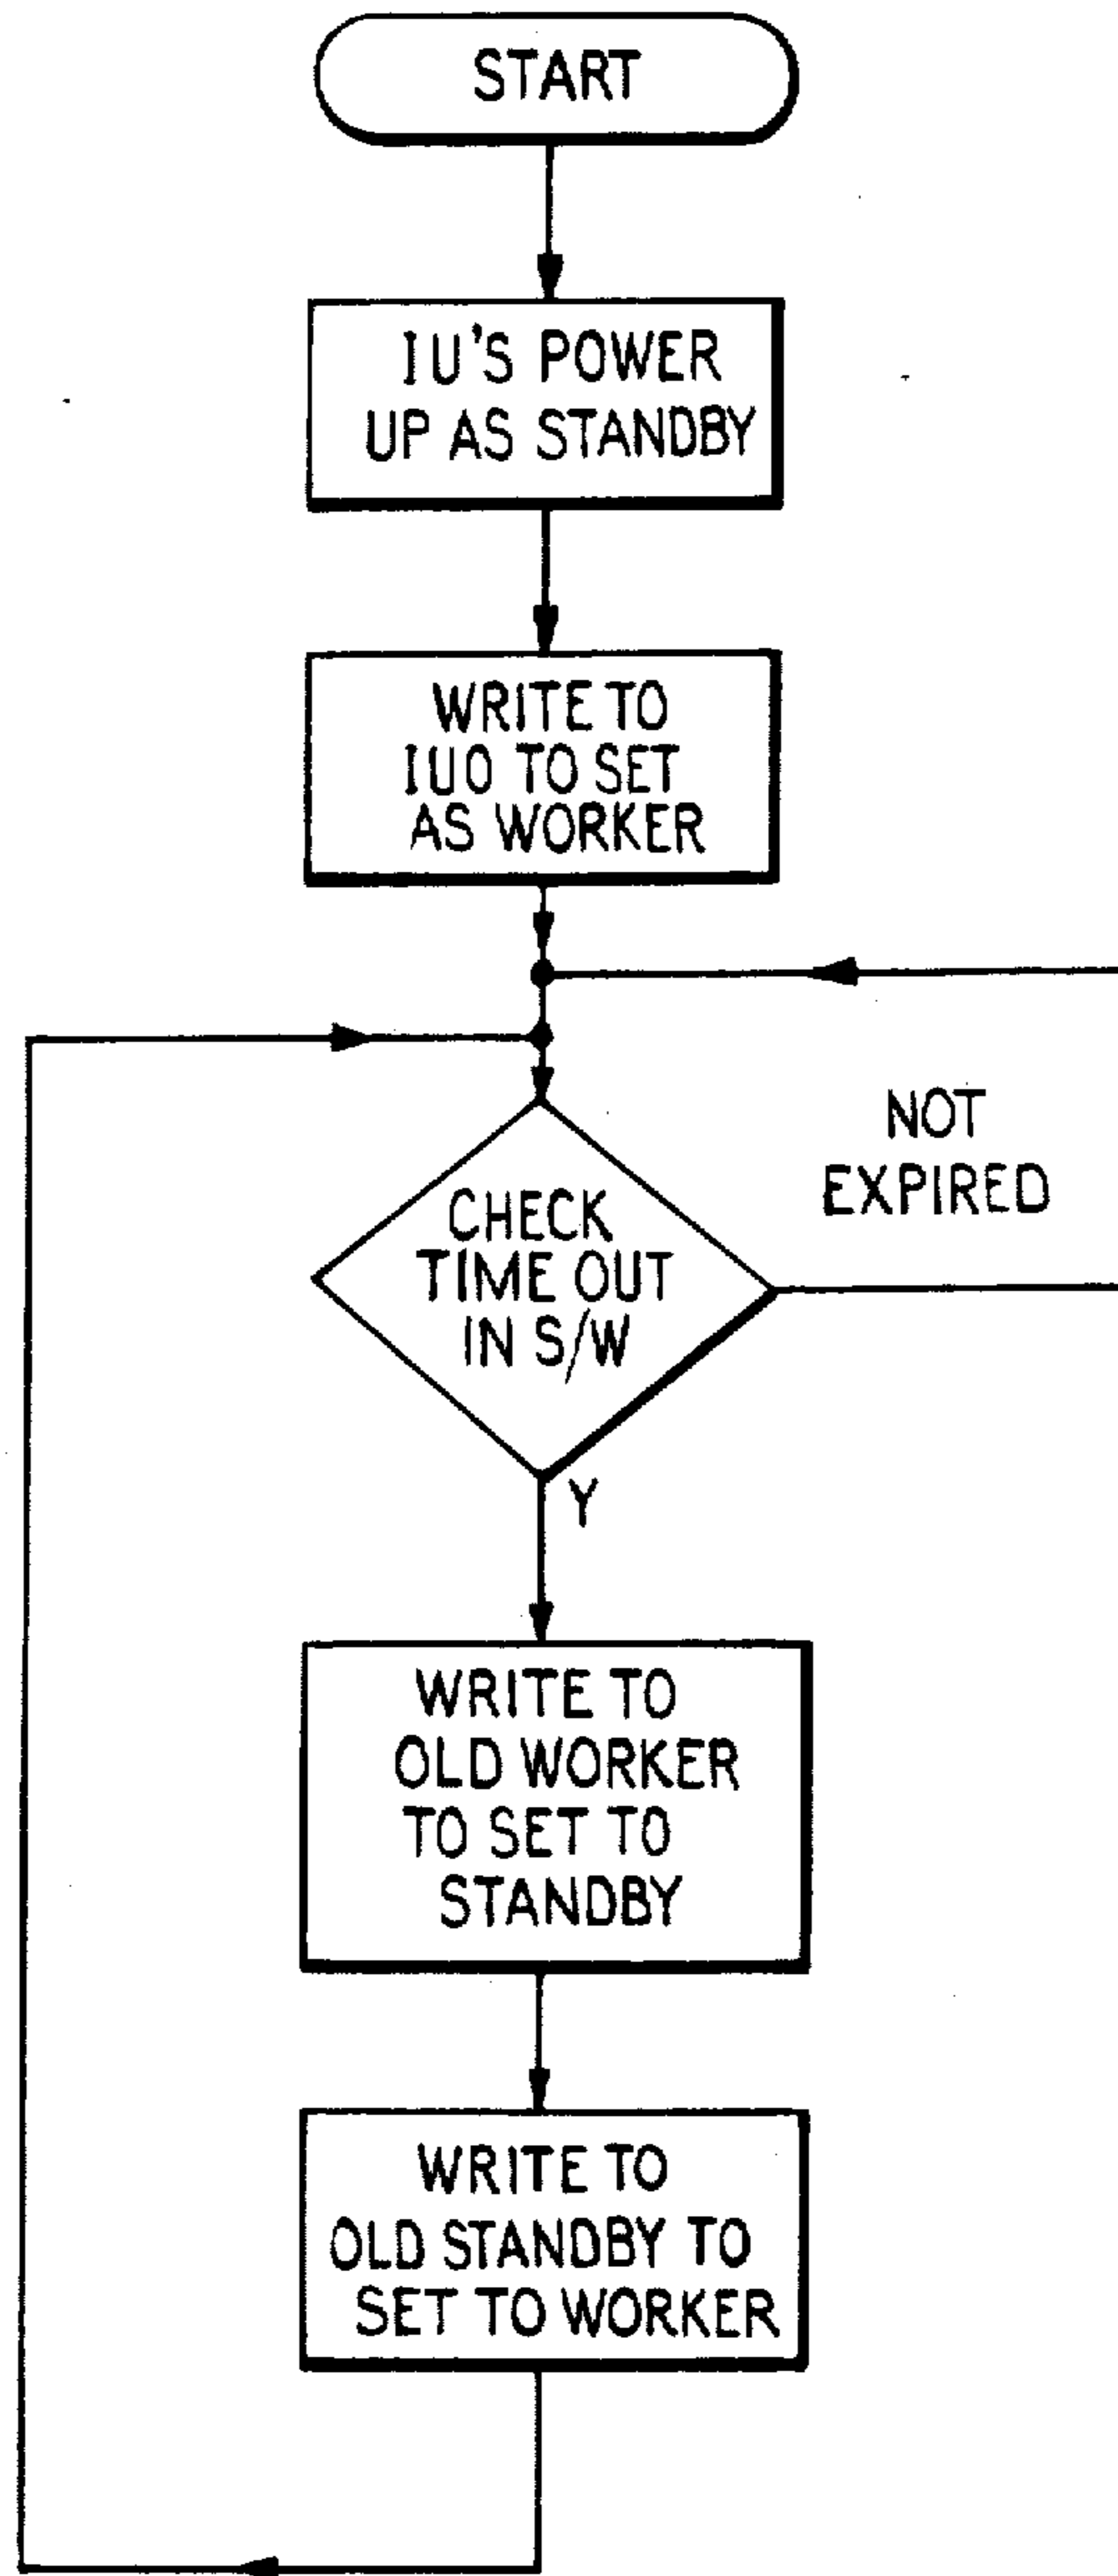 START
IU'S POWER
UP AS STANDBY
WRITE TO
IU0 TO SET
AS WORKER
NOT
EXPIRED
CHECK
TIME OUT
IN S/W
Y
WRITE TO
OLD WORKER
TO SET TO
STANDBY
WRITE TO
OLD STANDBY TO
SET TO WORKER